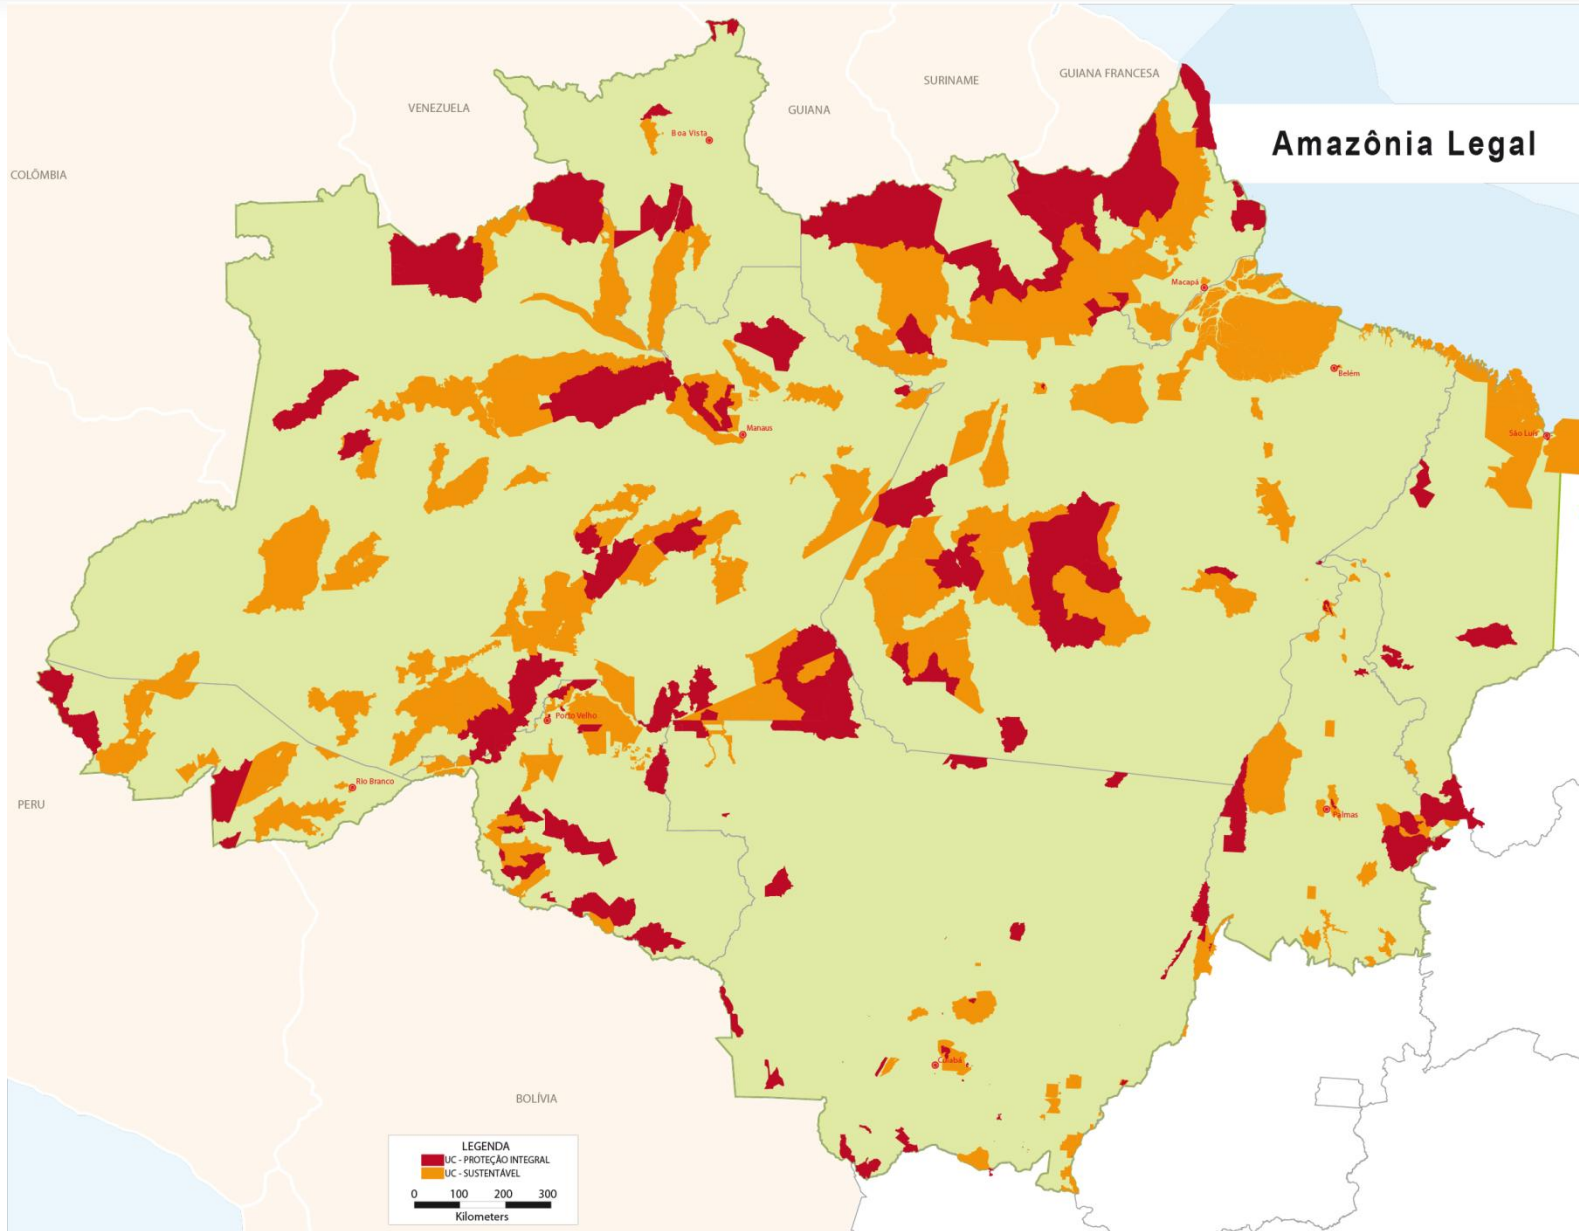 GUIANA FRANCESA
SURINAME
VENEZUELA
GUIANA
Boa Vista
Amazônia Legal
COLÔMBIA
Macapá
Belém
Manaus
São Luís
Porto Velho
Rio Branco
PERU
Palmas
Cuiabá
BOLÍVIA
LEGENDA
UC - PROTEÇÃO INTEGRAL
UC - SUSTENTÁVEL
0 100 200 300
Kilometers